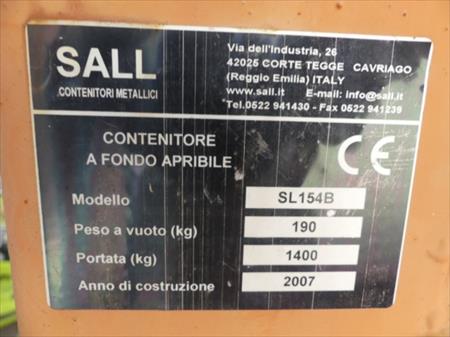 SALL
CONTENITORI METALLICI
Via dell'Industria, 26
42025 CORTE TEGGE CAVRIAGO
(Reggio Emilia) ITALY
www.sall.it E-mail: info@sall.it
Tel.0522 941430 - Fax 0522 941239
CONTENITORE
A FONDO APRIBILE
CE
Modello SL154B
Peso a vuoto (kg) 190
Portata (kg) 1400
Anno di costruzione 2007